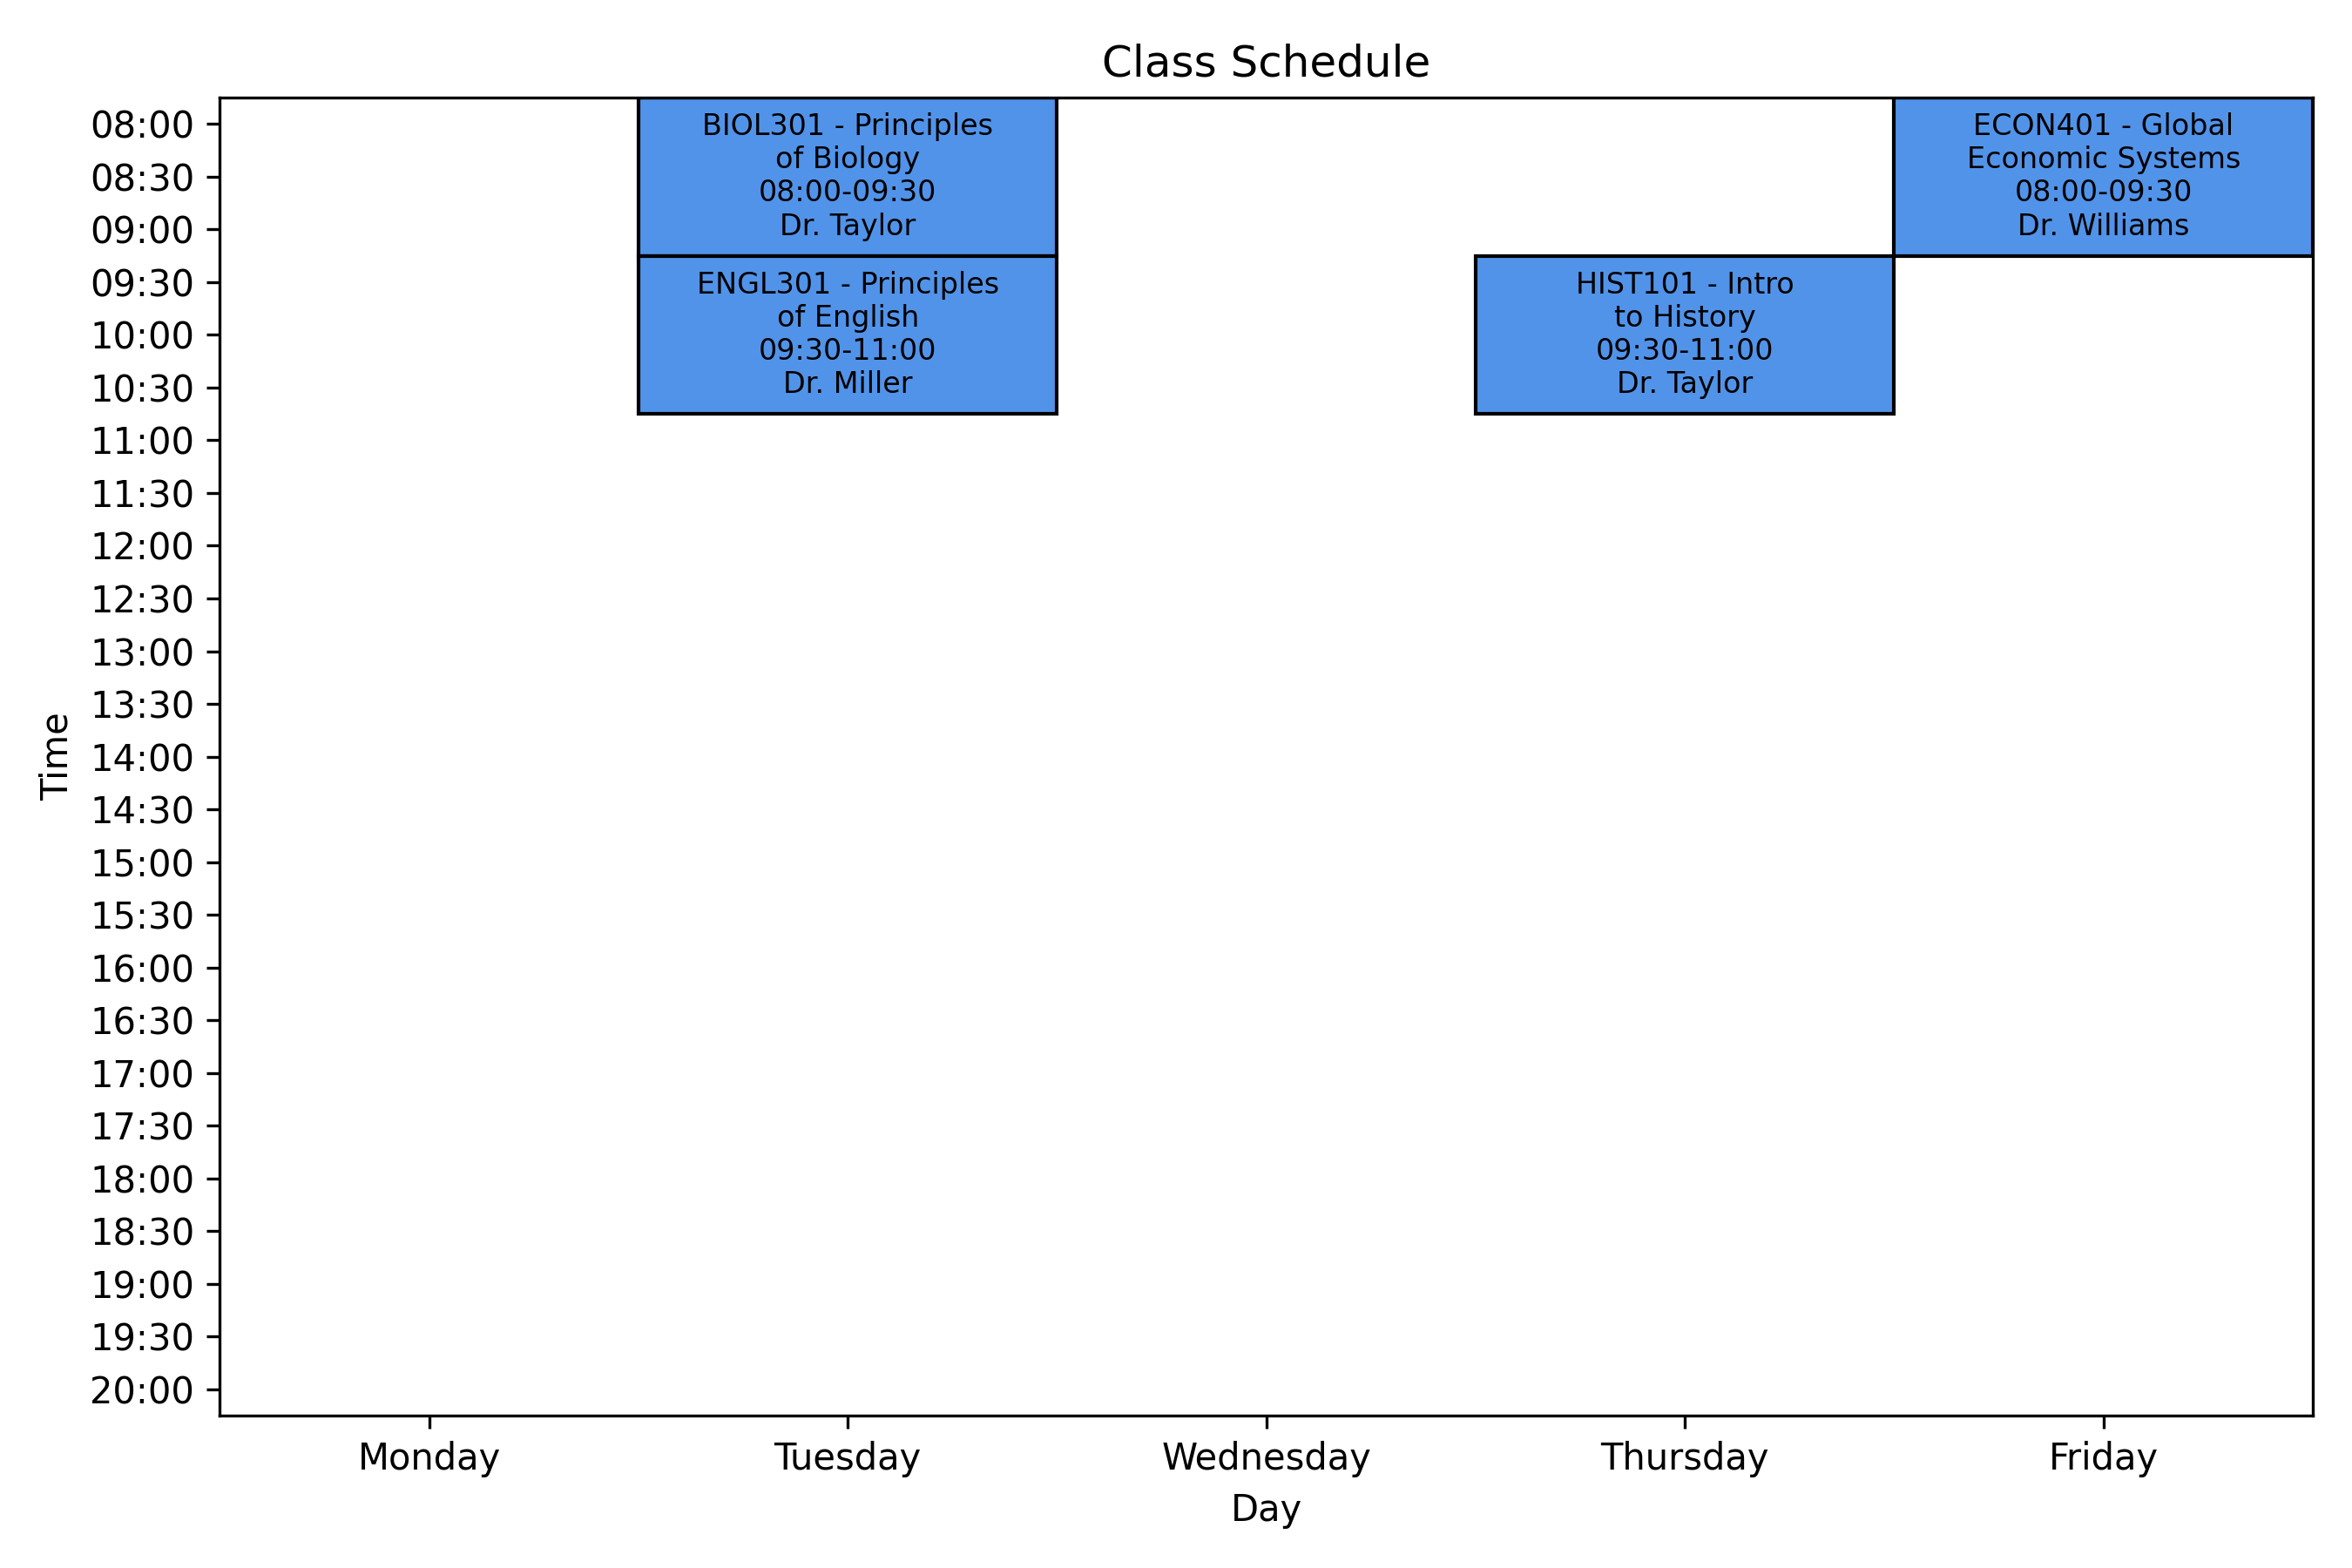 Class Schedule
08:00
08:30
09:00
09:30
10:00
10:30
11:00
11:30
12:00
12:30
13:00
13:30
14:00
14:30
15:00
15:30
16:00
16:30
17:00
17:30
18:00
18:30
19:00
19:30
20:00
Time
BIOL301 - Principles
of Biology
08:00-09:30
Dr. Taylor
ENGL301 - Principles
of English
09:30-11:00
Dr. Miller
HIST101 - Intro
to History
09:30-11:00
Dr. Taylor
ECON401 - Global
Economic Systems
08:00-09:30
Dr. Williams
Monday
Tuesday
Wednesday
Thursday
Friday
Day